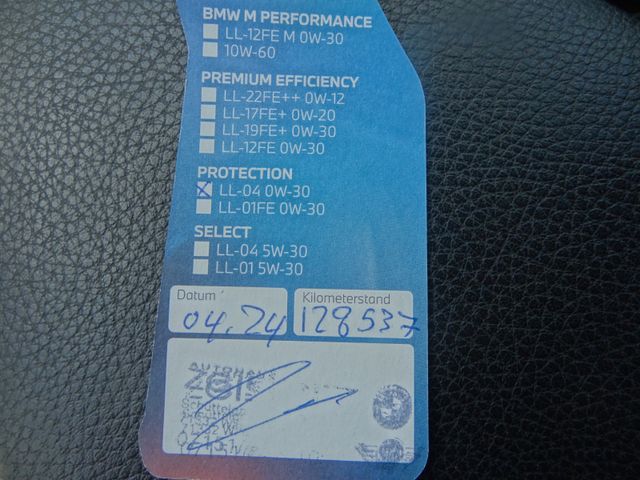 BMW M PERFORMANCE
LL-12FE M 0W-30
10W-60
PREMIUM EFFICIENCY
LL-22FE++ 0W-12
LL-17FE+ 0W-20
LL-19FE+ 0W-30
LL-12FE 0W-30
PROTECTION
LL-04 0W-30
LL-01FE 0W-30
SELECT
LL-04 5W-30
LL-01 5W-30
Datum Kilometerstand
04.24 128537